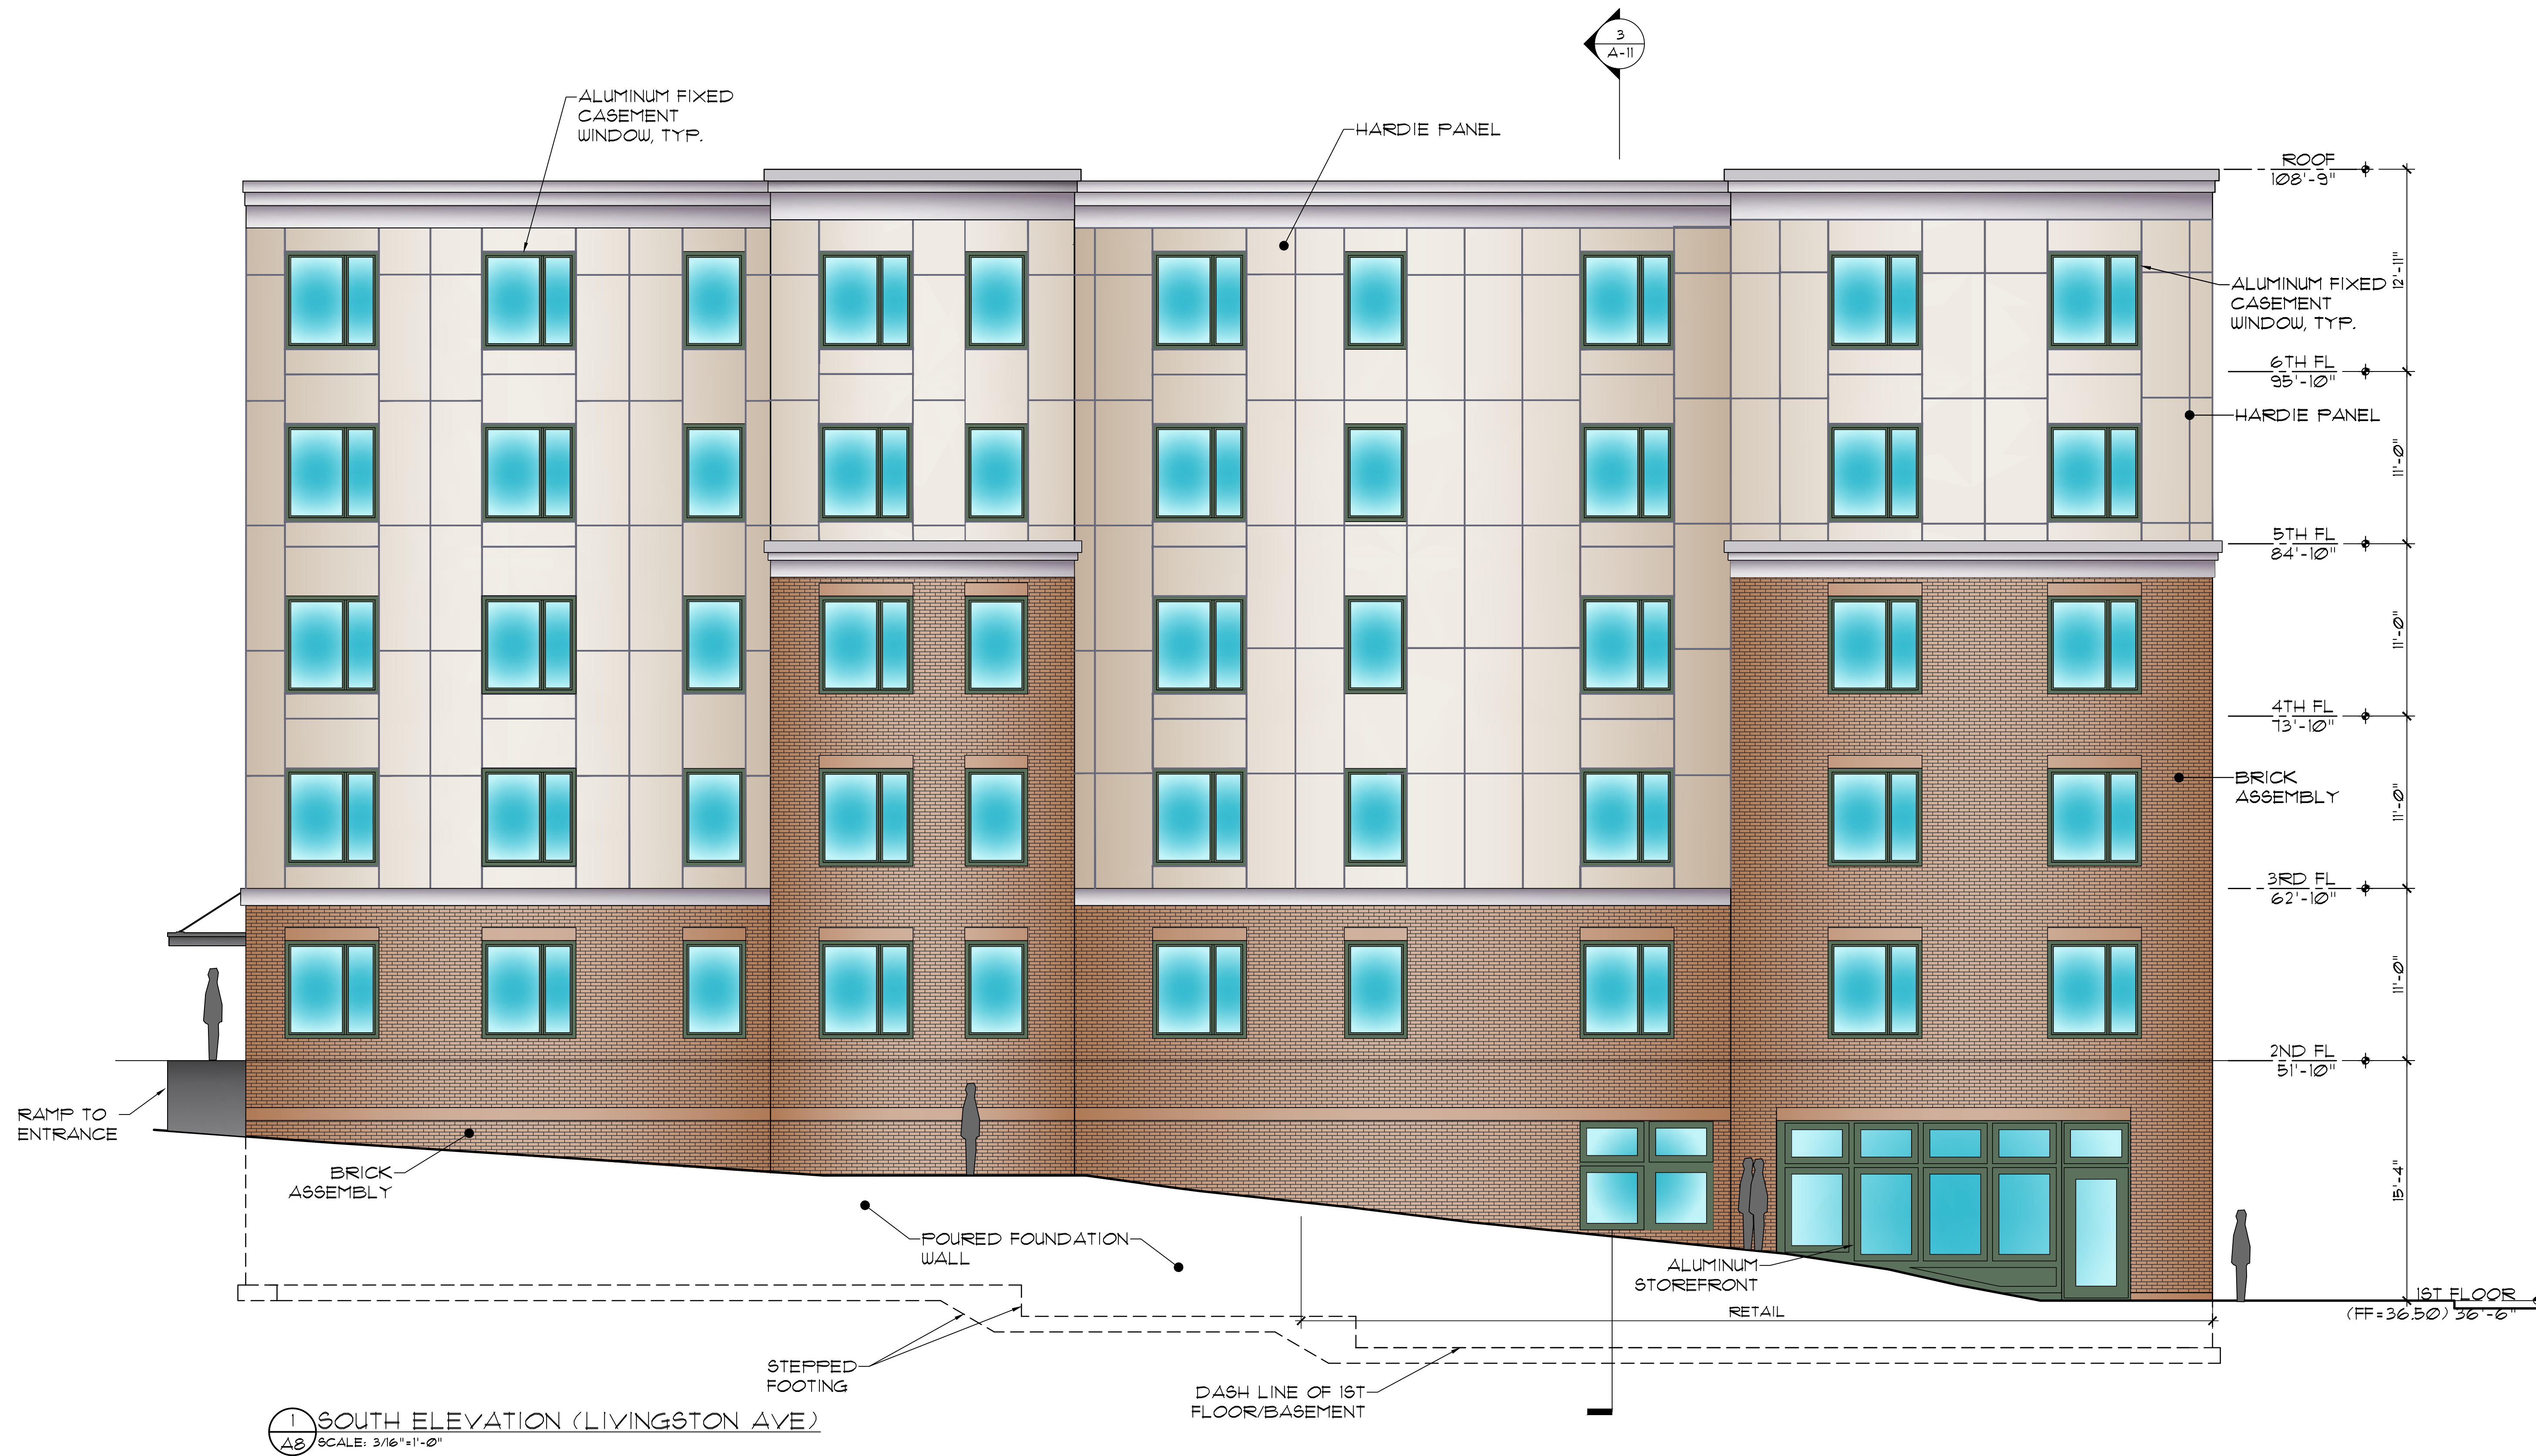 3
A-11
ALUMINUM FIXED
CASEMENT
WINDOW, TYP.
HARDIE PANEL
ROOF
108'-9"
12'-11"
ALUMINUM FIXED
CASEMENT
WINDOW, TYP.
6TH FL
95'-10"
HARDIE PANEL
11'-0"
5TH FL
84'-10"
11'-0"
4TH FL
73'-10"
BRICK
ASSEMBLY
11'-0"
3RD FL
62'-10"
11'-0"
2ND FL
51'-10"
RAMP TO
ENTRANCE
BRICK
ASSEMBLY
15'-4"
POURED FOUNDATION
WALL
ALUMINUM
STOREFRONT
RETAIL
1ST FLOOR
(FF=36.50) 36'-6"
STEPPED
FOOTING
DASH LINE OF 1ST
FLOOR/BASEMENT
1
A8
SOUTH ELEVATION (LIVINGSTON AVE)
SCALE: 3/16"=1'-0"